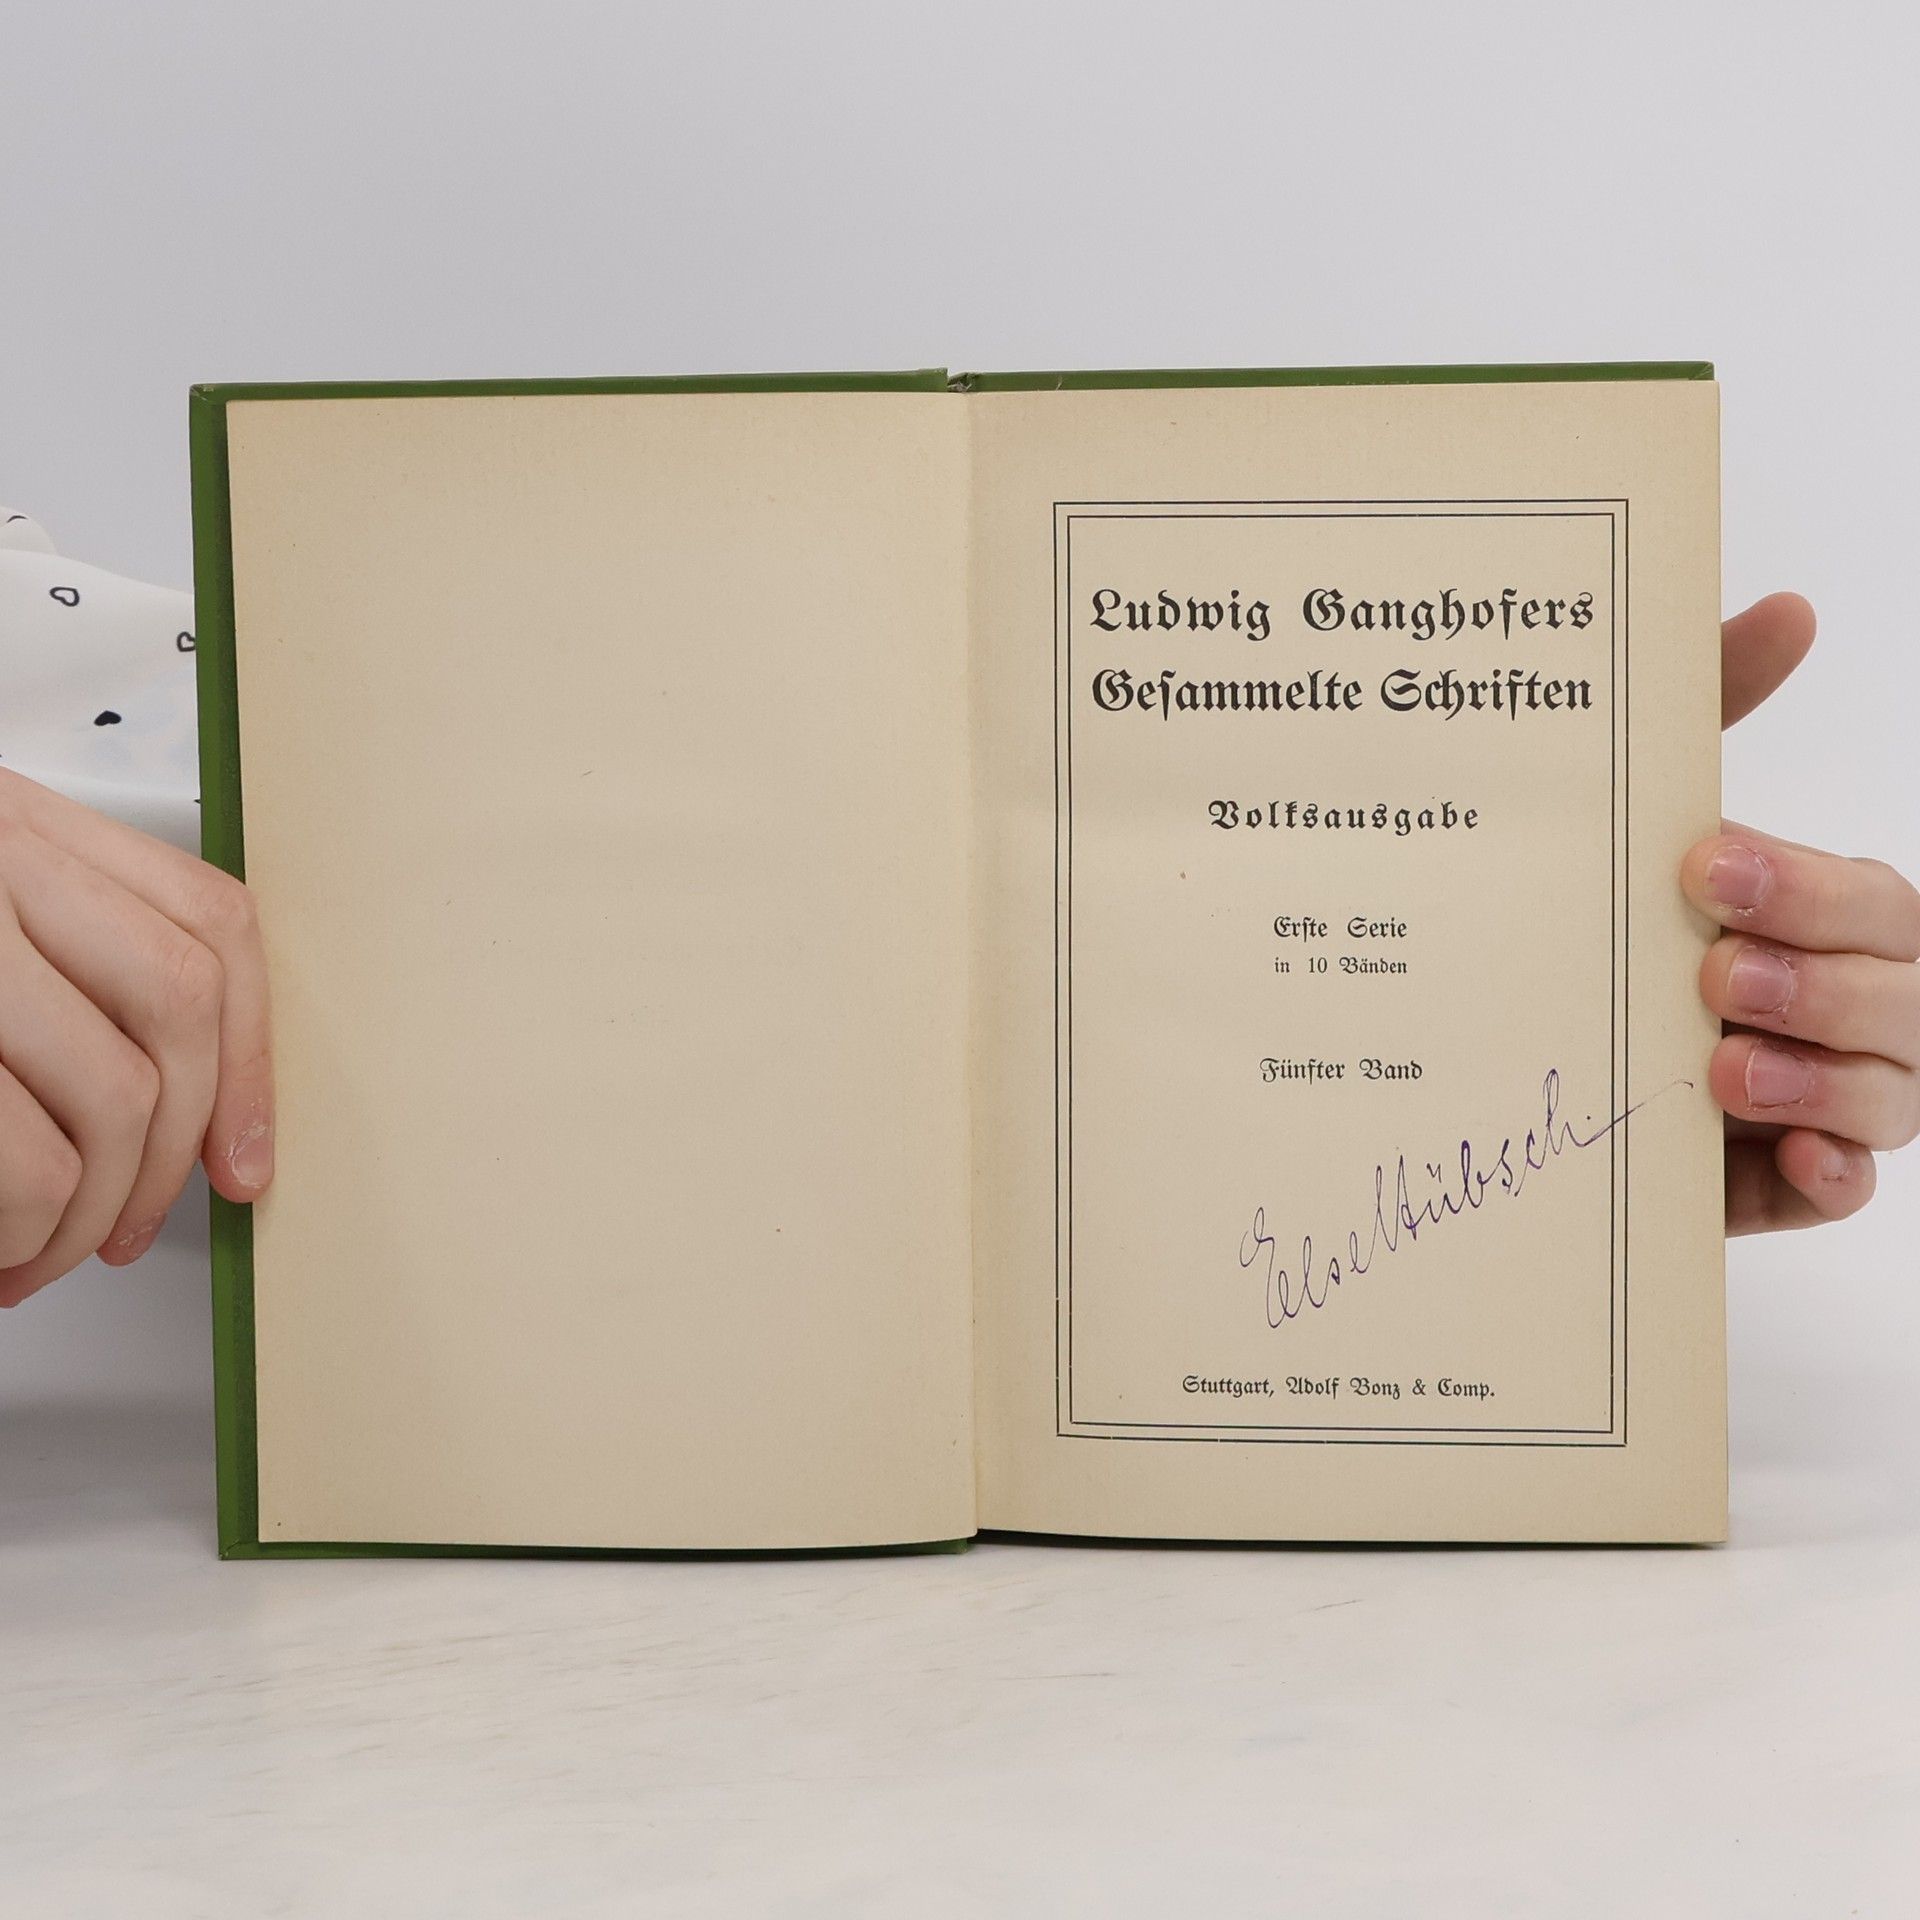 Ludwig Ganghofers
Gesammelte Schriften
Volksausgabe
Erste Serie
in 10 Bänden
Fünfter Band
Else Hübsch.
Stuttgart, Adolf Bonz & Comp.